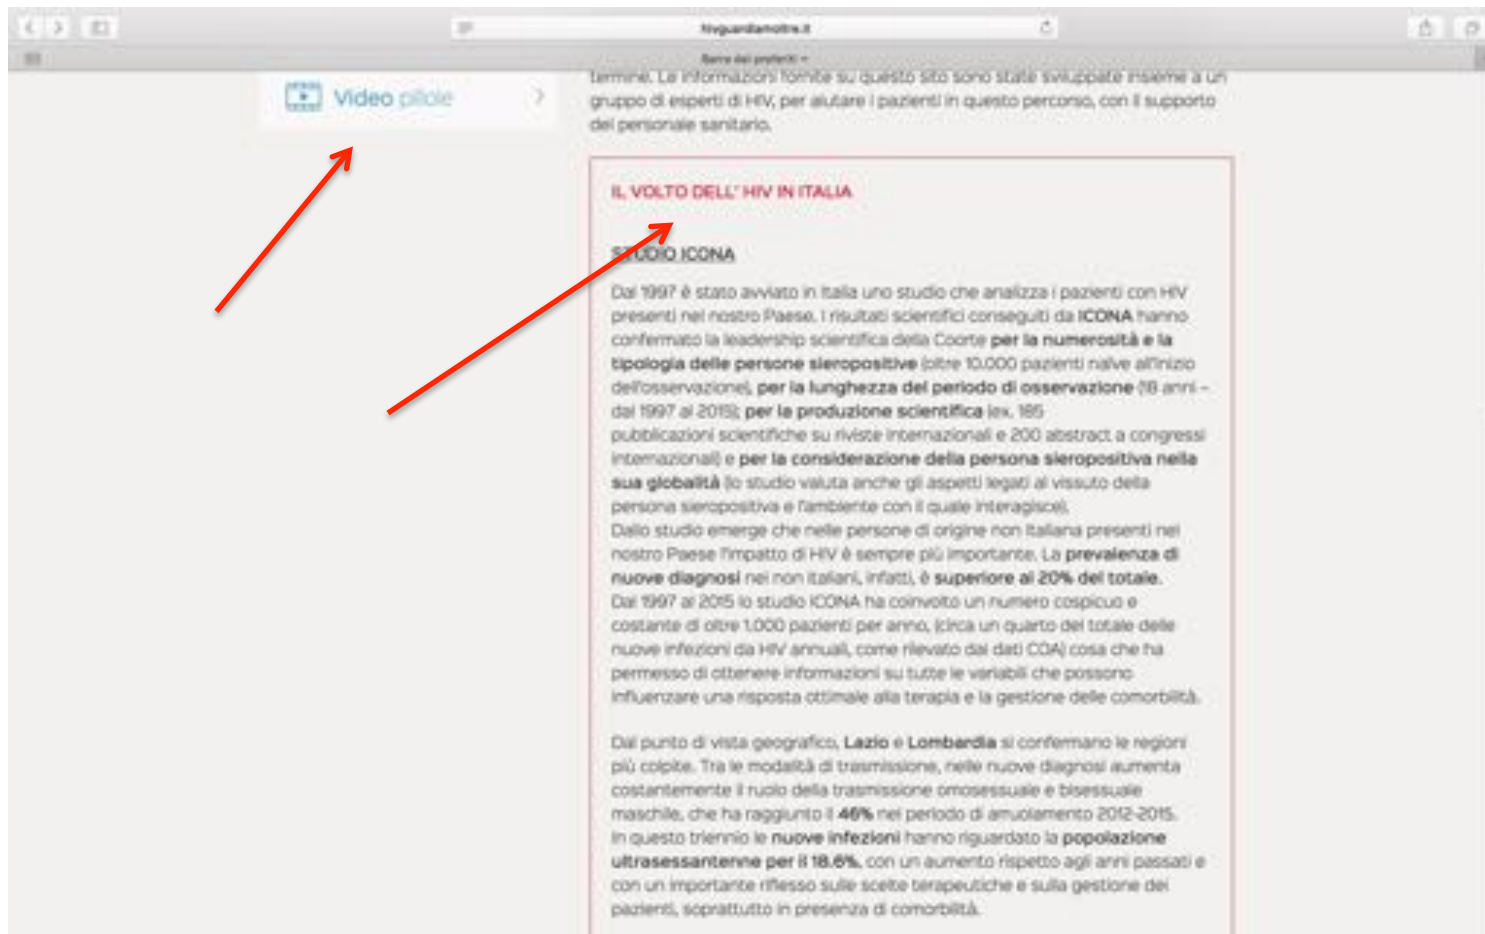 hivguardamoltre.it
Barra dei preferiti
Video pillole
termine. Le informazioni fornite su questo sito sono state sviluppate insieme a un
gruppo di esperti di HIV, per aiutare i pazienti in questo percorso, con il supporto
del personale sanitario.
IL VOLTO DELL' HIV IN ITALIA
STUDIO ICONA
Dal 1997 è stato avviato in Italia uno studio che analizza i pazienti con HIV
presenti nel nostro Paese. I risultati scientifici conseguiti da ICONA hanno
confermato la leadership scientifica della Coorte per la numerosità e la
tipologia delle persone sieropositive (oltre 10.000 pazienti naïve all'inizio
dell'osservazione), per la lunghezza del periodo di osservazione (18 anni –
dal 1997 al 2015); per la produzione scientifica (ex. 185
pubblicazioni scientifiche su riviste internazionali e 200 abstract a congressi
internazionali) e per la considerazione della persona sieropositiva nella
sua globalità (lo studio valuta anche gli aspetti legati al vissuto della
persona sieropositiva e l'ambiente con il quale interagisce).
Dallo studio emerge che nelle persone di origine non italiana presenti nel
nostro Paese l'impatto di HIV è sempre più importante. La prevalenza di
nuove diagnosi nei non italiani, infatti, è superiore al 20% del totale.
Dal 1997 al 2015 lo studio ICONA ha coinvolto un numero cospicuo e
costante di oltre 1.000 pazienti per anno, (circa un quarto del totale delle
nuove infezioni da HIV annuali, come rilevato dai dati COA) cosa che ha
permesso di ottenere informazioni su tutte le variabili che possono
influenzare una risposta ottimale alla terapia e la gestione delle comorbilità.
Dal punto di vista geografico, Lazio e Lombardia si confermano le regioni
più colpite. Tra le modalità di trasmissione, nelle nuove diagnosi aumenta
costantemente il ruolo della trasmissione omosessuale e bisessuale
maschile, che ha raggiunto il 46% nel periodo di arruolamento 2012-2015.
In questo triennio le nuove infezioni hanno riguardato la popolazione
ultrasessantenne per il 18.6%, con un aumento rispetto agli anni passati e
con un importante riflesso sulle scelte terapeutiche e sulla gestione dei
pazienti, soprattutto in presenza di comorbilità.